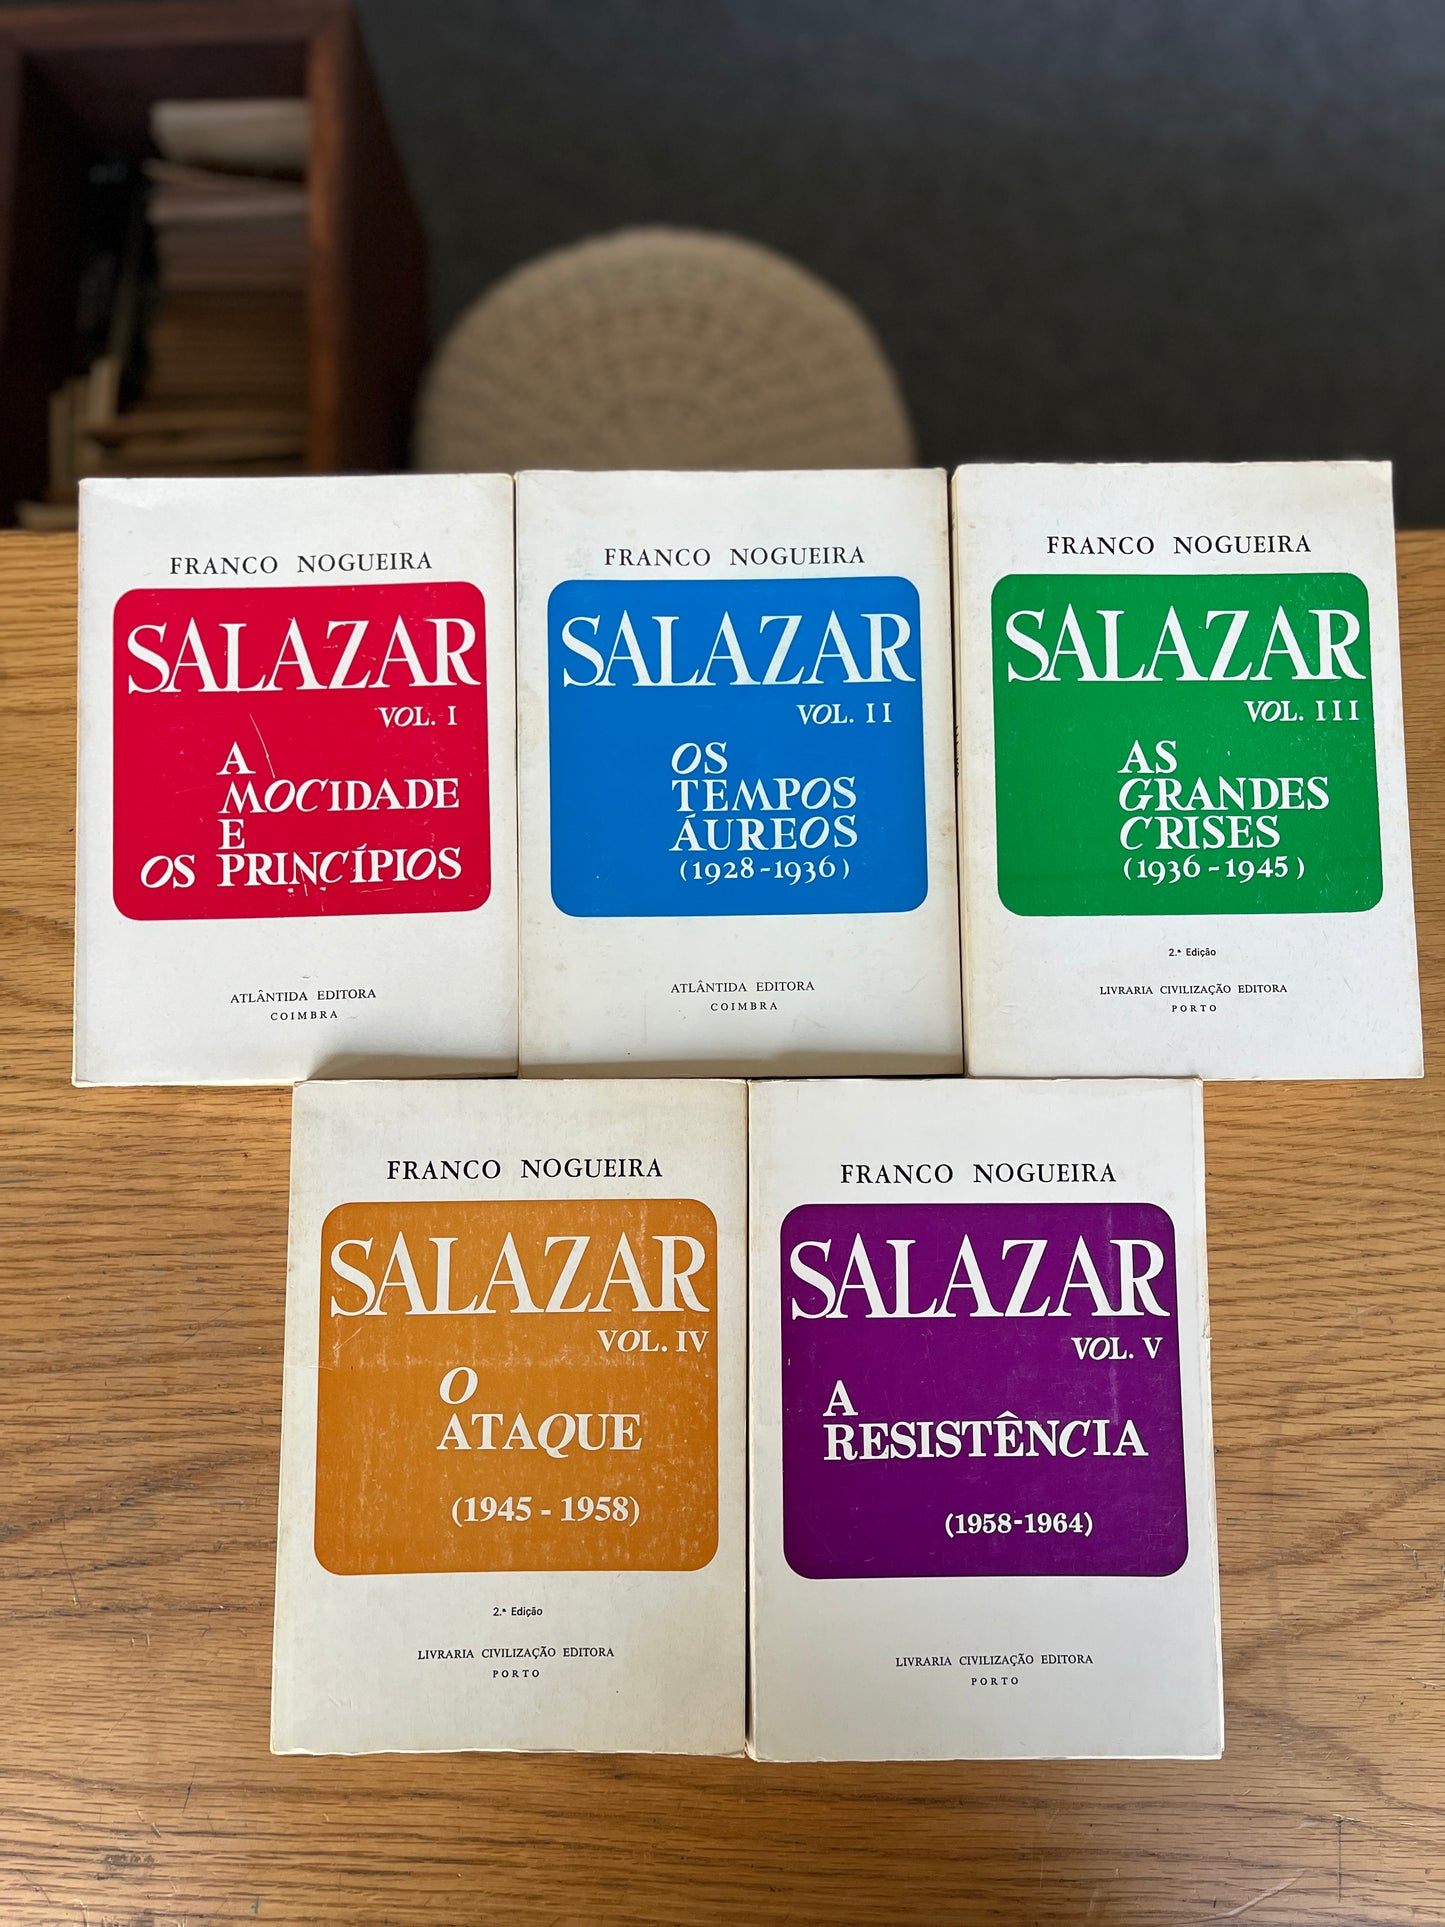 FRANCO NOGUEIRA
SALAZAR
VOL. I
A
MOCIDADE
E
OS PRINCÍPIOS
ATLÂNTIDA EDITORA
COIMBRA
FRANCO NOGUEIRA
SALAZAR
VOL. II
OS
TEMPOS
ÁUREOS
(1928-1936)
ATLÂNTIDA EDITORA
COIMBRA
FRANCO NOGUEIRA
SALAZAR
VOL. III
AS
GRANDES
CRISES
(1936-1945)
2.ª Edição
LIVRARIA CIVILIZAÇÃO EDITORA
PORTO
FRANCO NOGUEIRA
SALAZAR
VOL. IV
O
ATAQUE
(1945-1958)
2.ª Edição
LIVRARIA CIVILIZAÇÃO EDITORA
PORTO
FRANCO NOGUEIRA
SALAZAR
VOL. V
A
RESISTÊNCIA
(1958-1964)
LIVRARIA CIVILIZAÇÃO EDITORA
PORTO